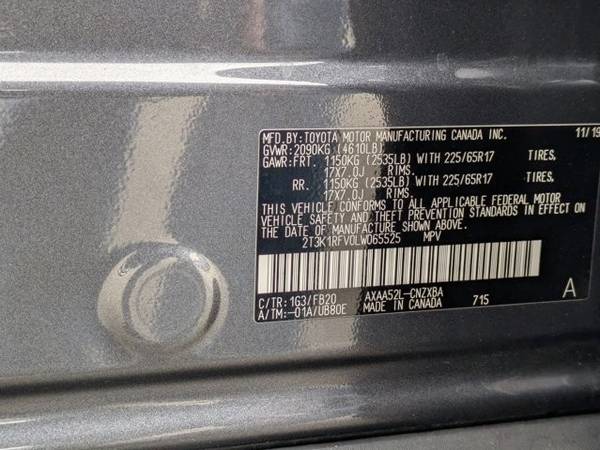 MFD.BY:TOYOTA MOTOR MANUFACTURING CANADA INC. 11/19
GVWR:2090KG (4610LB)
GAWR:FRT. 1150KG (2535LB) WITH 225/65R17 TIRES.
17X7.0J RIMS.
RR. 1150KG (2535LB) WITH 225/65R17 TIRES.
17X7.0J RIMS.
THIS VEHICLE CONFORMS TO ALL APPLICABLE FEDERAL MOTOR
VEHICLE SAFETY AND THEFT PREVENTION STANDARDS IN EFFECT ON
THE DATE OF MANUFACTURE SHOWN ABOVE.
2T3K1RFV0LW065525 MPV
C/TR:1G3/FB20 AXAA52L-CNZXBA
A/TM:-01A/UB80E MADE IN CANADA 715 A